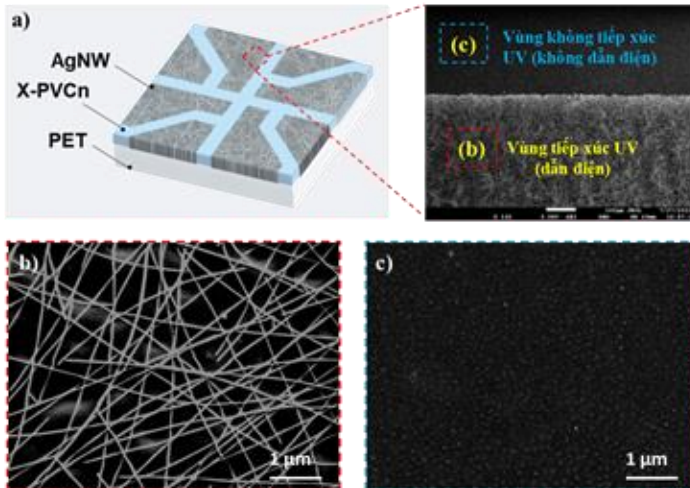 a)
AgNW
X-PVCn
PET
(c)
Vùng không tiếp xúc
UV (không dẫn điện)
(b)
Vùng tiếp xúc UV
(dẫn điện)
b)
1 μm
c)
1 μm